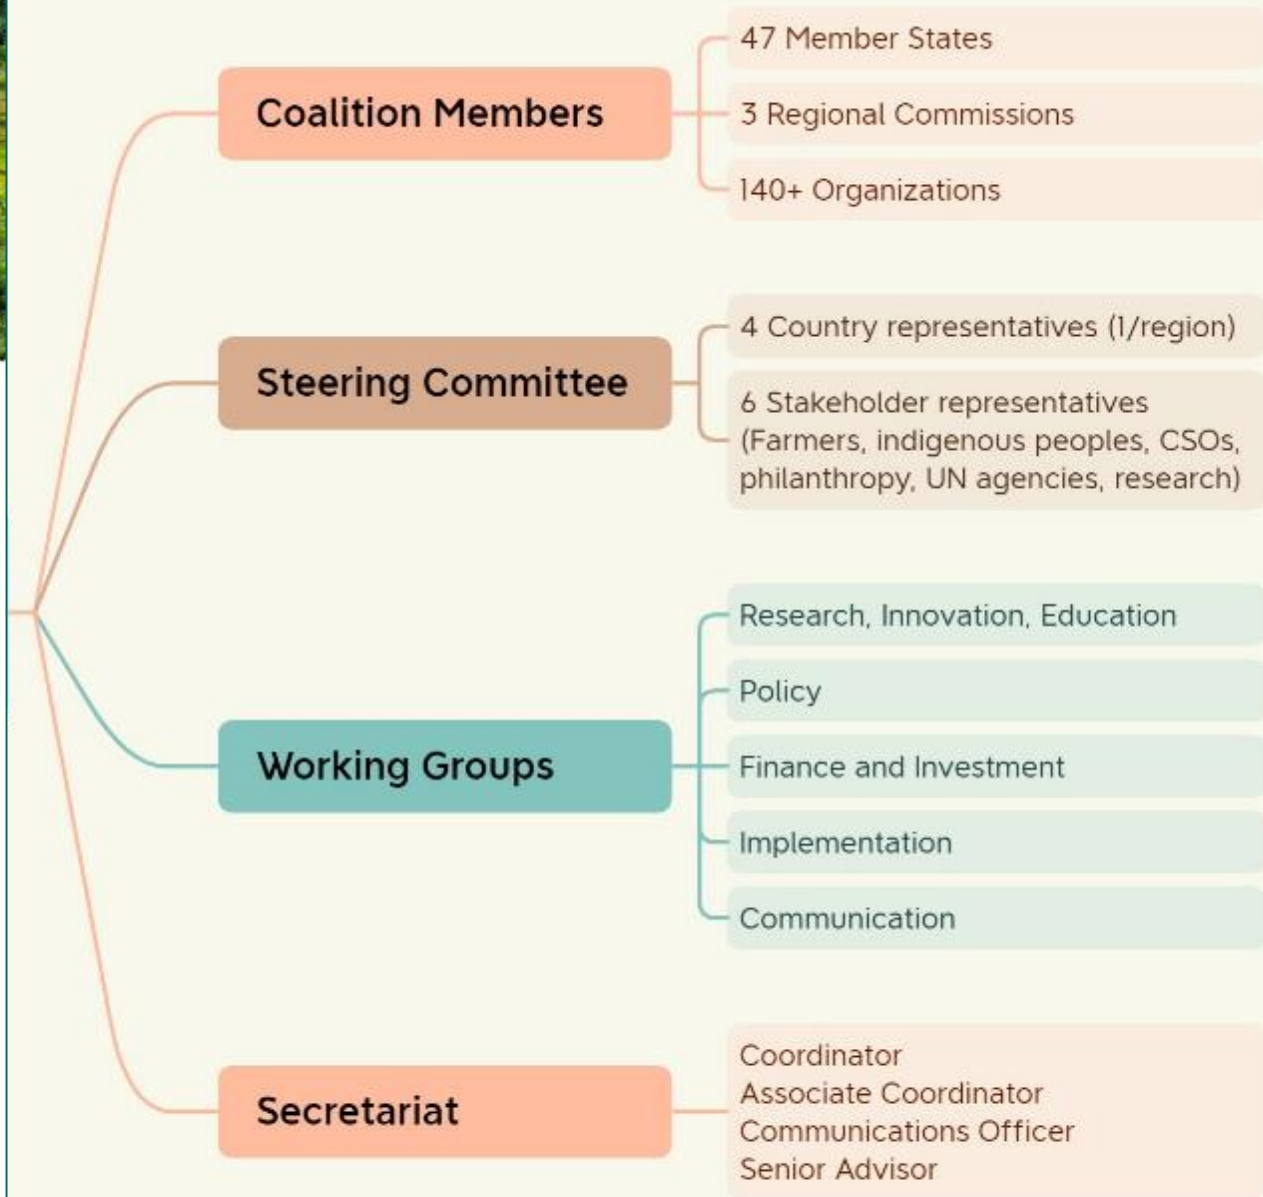 Coalition Members
47 Member States
3 Regional Commissions
140+ Organizations
Steering Committee
4 Country representatives (1/region)
6 Stakeholder representatives
(Farmers, indigenous peoples, CSOs,
philanthropy, UN agencies, research)
Working Groups
Research, Innovation, Education
Policy
Finance and Investment
Implementation
Communication
Secretariat
Coordinator
Associate Coordinator
Communications Officer
Senior Advisor